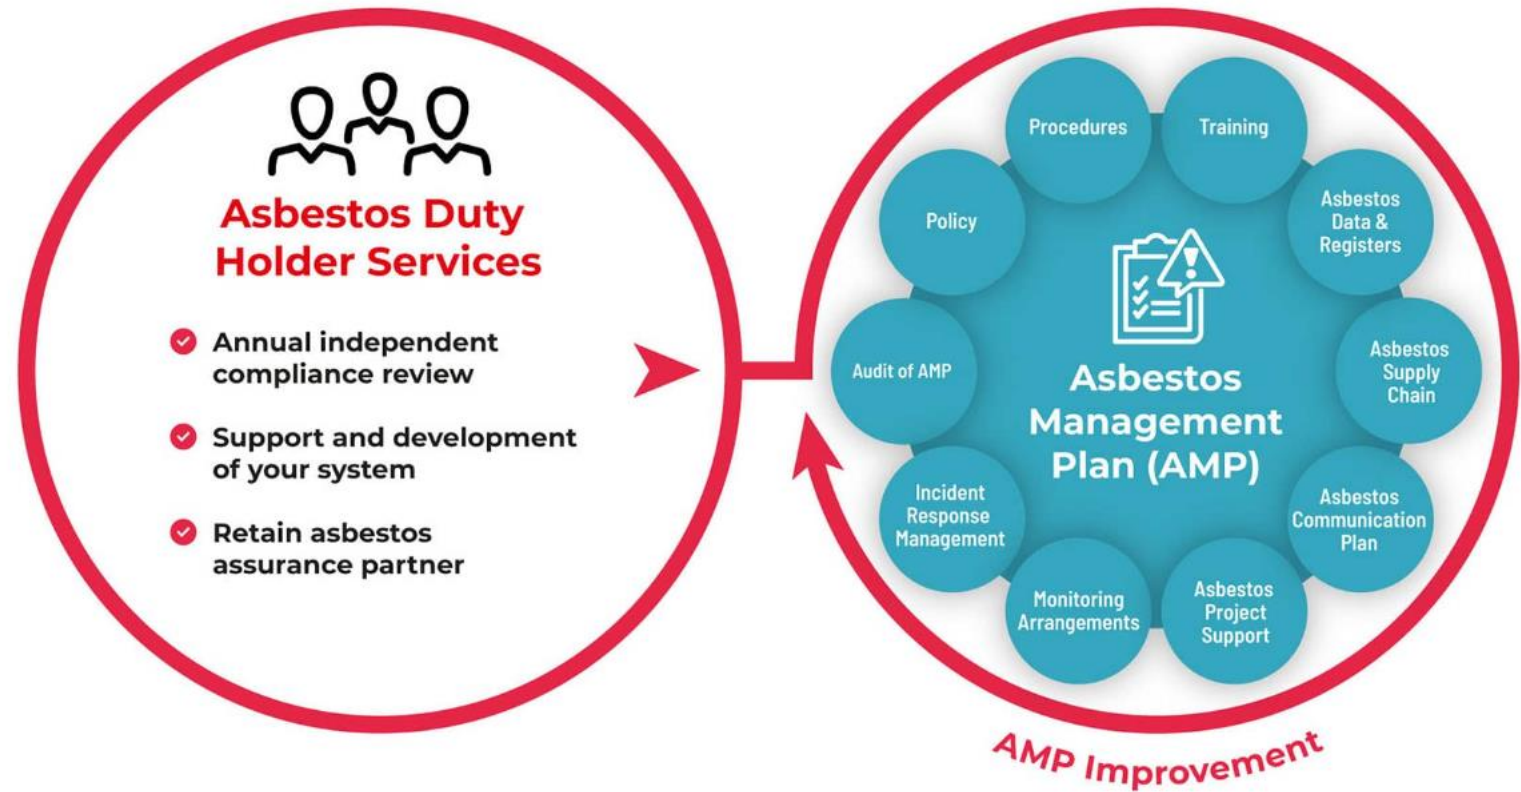 Asbestos Duty
Holder Services
Annual independent
compliance review
Support and development
of your system
Retain asbestos
assurance partner
Asbestos
Management
Plan (AMP)
Procedures
Training
Asbestos
Data &
Registers
Asbestos
Supply
Chain
Asbestos
Communication
Plan
Asbestos
Project
Support
Monitoring
Arrangements
Incident
Response
Management
Audit of AMP
Policy
AMP Improvement